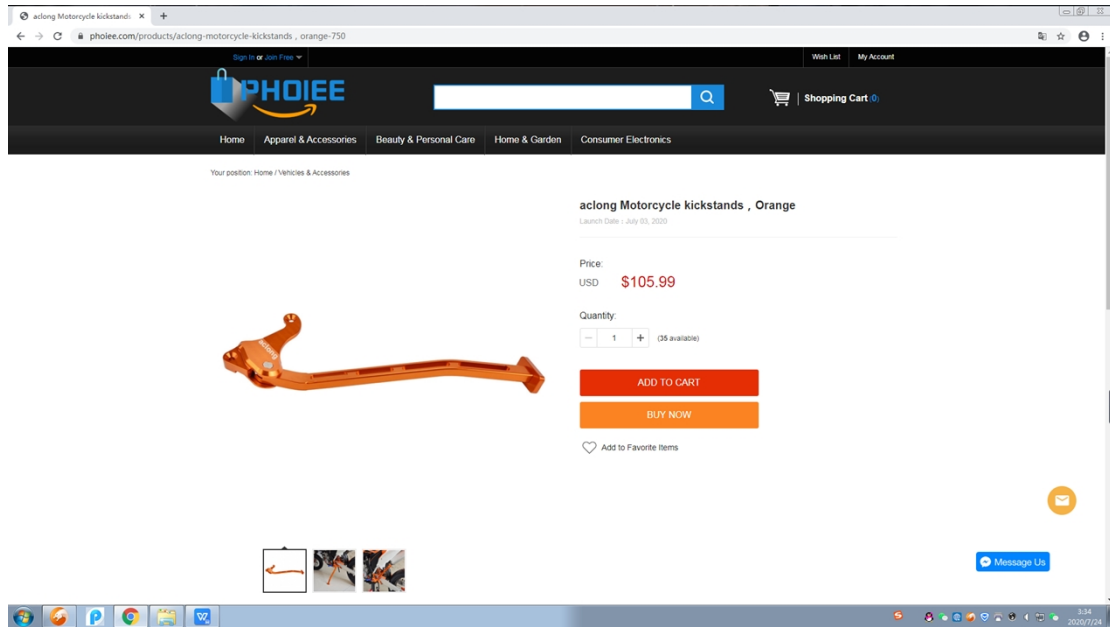 aclong Motorcycle kickstands
phoiee.com/products/aclong-motorcycle-kickstands , orange-750
Sign In or Join Free
Wish List
My Account
PHOIEE
Shopping Cart (0)
Home
Apparel & Accessories
Beauty & Personal Care
Home & Garden
Consumer Electronics
Your position: Home / Vehicles & Accessories
aclong Motorcycle kickstands , Orange
Launch Date : July 03, 2020
Price:
USD $105.99
Quantity:
1
(35 available)
aclong
ADD TO CART
BUY NOW
Add to Favorite Items
Message Us
3:34
2020/7/24